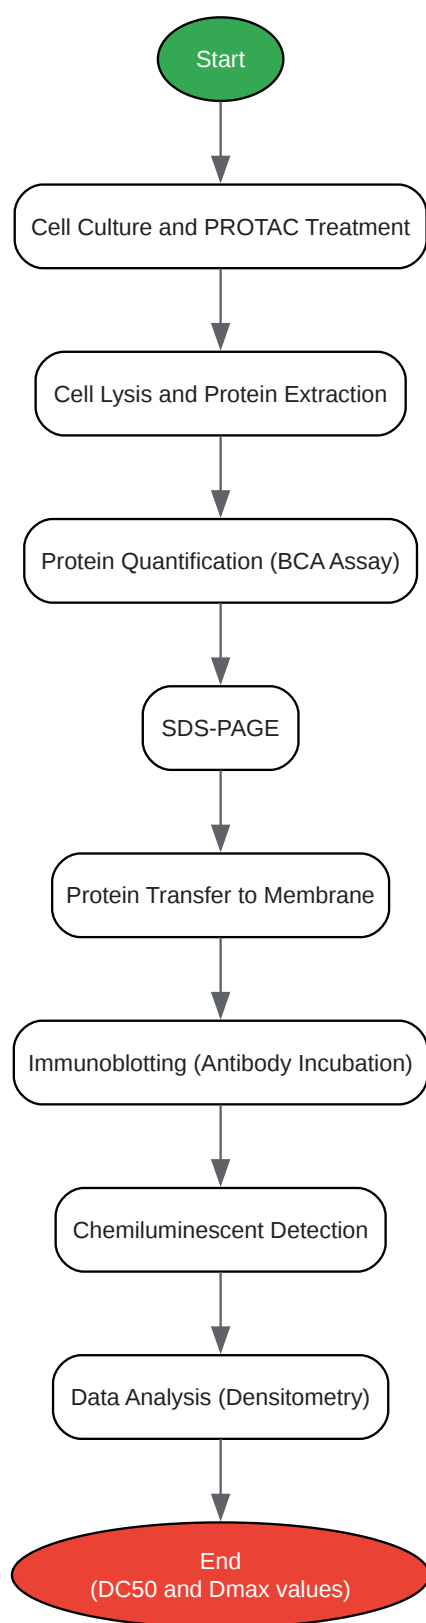 Start
Cell Culture and PROTAC Treatment
Cell Lysis and Protein Extraction
Protein Quantification (BCA Assay)
SDS-PAGE
Protein Transfer to Membrane
Immunoblotting (Antibody Incubation)
Chemiluminescent Detection
Data Analysis (Densitometry)
End
(DC50 and Dmax values)